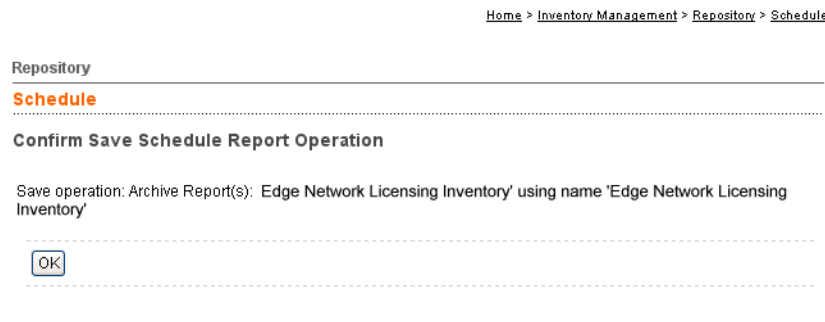 Home > Inventory Management > Repository > Schedule
Repository
Schedule
Confirm Save Schedule Report Operation
Save operation: Archive Report(s): Edge Network Licensing Inventory' using name 'Edge Network Licensing
Inventory'
OK